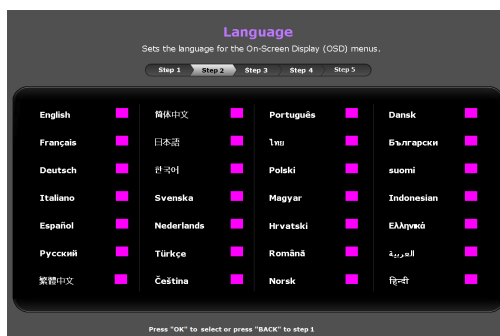 Language
Sets the language for the On-Screen Display (OSD) menus.
Step 1 Step 2 Step 3 Step 4 Step 5
English 简体中文 Português Dansk
Français 日本語 ไทย Български
Deutsch 한국어 Polski suomi
Italiano Svenska Magyar Indonesian
Español Nederlands Hrvatski Ελληνικά
Русский Türkçe Română العربية
繁體中文 Čeština Norsk हिन्दी
Press "OK" to select or press "BACK" to step 1